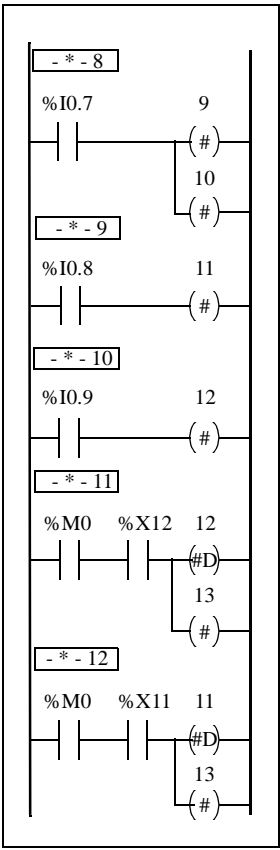 - * - 8
%I0.7 9
#
10
#
- * - 9
%I0.8 11
#
- * - 10
%I0.9 12
#
- * - 11
%M0 %X12 12
#D
13
#
- * - 12
%M0 %X11 11
#D
13
#